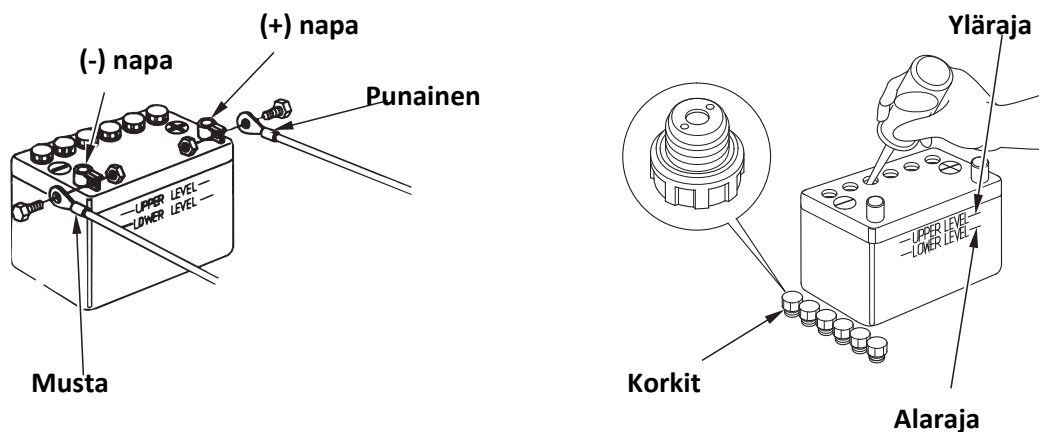 (+) napa
(-) napa
Punainen
UPPER LEVEL
LOWER LEVEL
Musta
Yläraja
UPPER LEVEL
LOWER LEVEL
Korkit
Alaraja